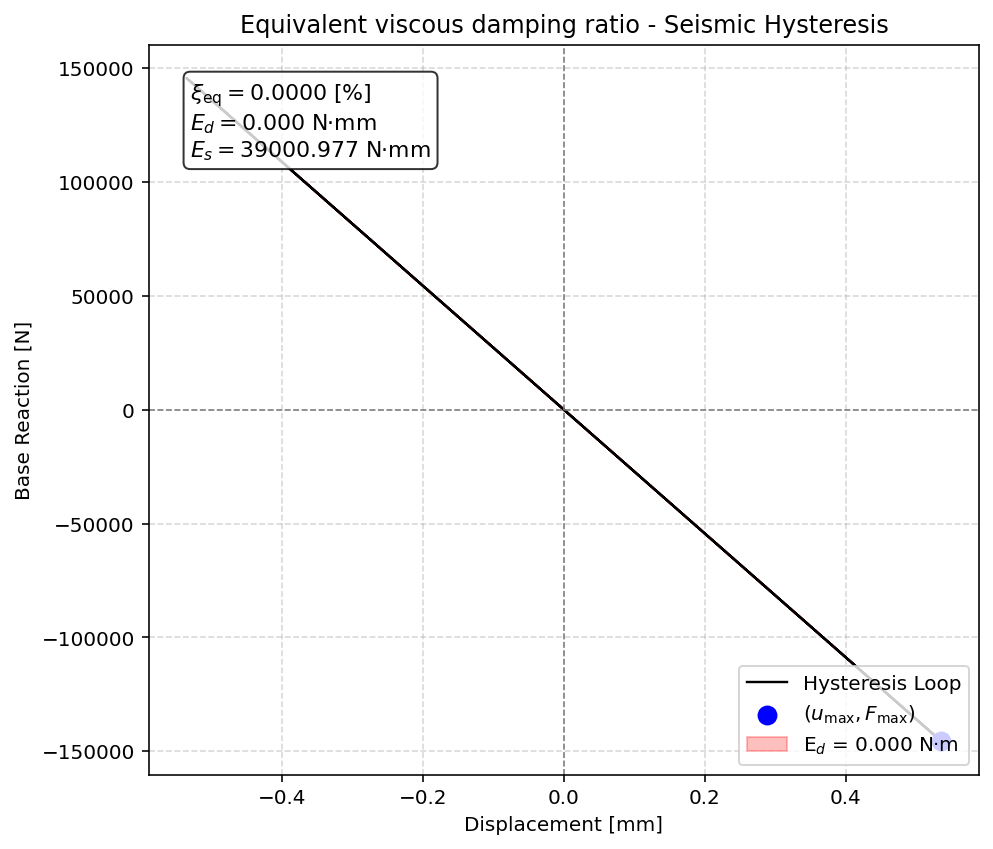 Equivalent viscous damping ratio - Seismic Hysteresis
150000
100000
50000
0
−50000
−100000
−150000
Base Reaction [N]
ξeq = 0.0000 [%]
Ed = 0.000 N·mm
Es = 39000.977 N·mm
Hysteresis Loop
(umax, Fmax)
Ed = 0.000 N·m
−0.4
−0.2
0.0
0.2
0.4
Displacement [mm]